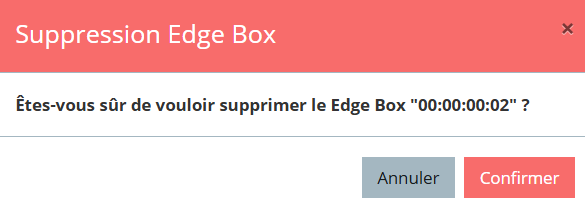 Suppression Edge Box
×
Êtes-vous sûr de vouloir supprimer le Edge Box "00:00:00:02" ?
Annuler Confirmer